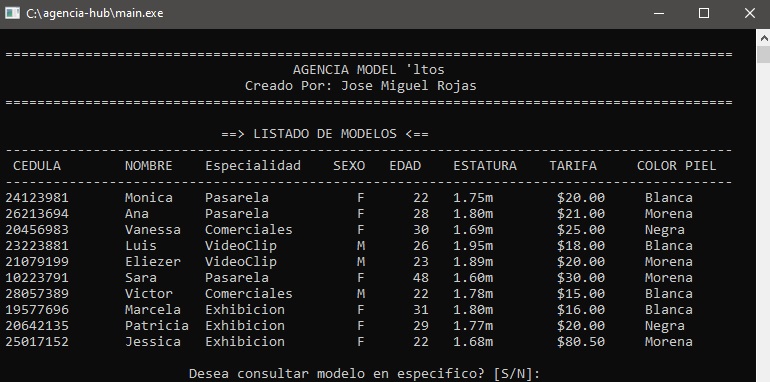 C:\agencia-hub\main.exe
===========================================================================================
AGENCIA MODEL 'ltos
Creado Por: Jose Miguel Rojas
===========================================================================================
==> LISTADO DE MODELOS <==
-------------------------------------------------------------------------------------------
CEDULA NOMBRE Especialidad SEXO EDAD ESTATURA TARIFA COLOR PIEL
-------------------------------------------------------------------------------------------
24123981 Monica Pasarela F 22 1.75m $20.00 Blanca
26213694 Ana Pasarela F 28 1.80m $21.00 Morena
20456983 Vanessa Comerciales F 30 1.69m $25.00 Negra
23223881 Luis VideoClip M 26 1.95m $18.00 Blanca
21079199 Eliezer VideoClip M 23 1.89m $20.00 Morena
10223791 Sara Pasarela F 48 1.60m $30.00 Morena
28057389 Victor Comerciales M 22 1.78m $15.00 Blanca
19577696 Marcela Exhibicion F 31 1.80m $16.00 Blanca
20642135 Patricia Exhibicion F 29 1.77m $20.00 Negra
25017152 Jessica Exhibicion F 22 1.68m $80.50 Morena
Desea consultar modelo en especifico? [S/N]: